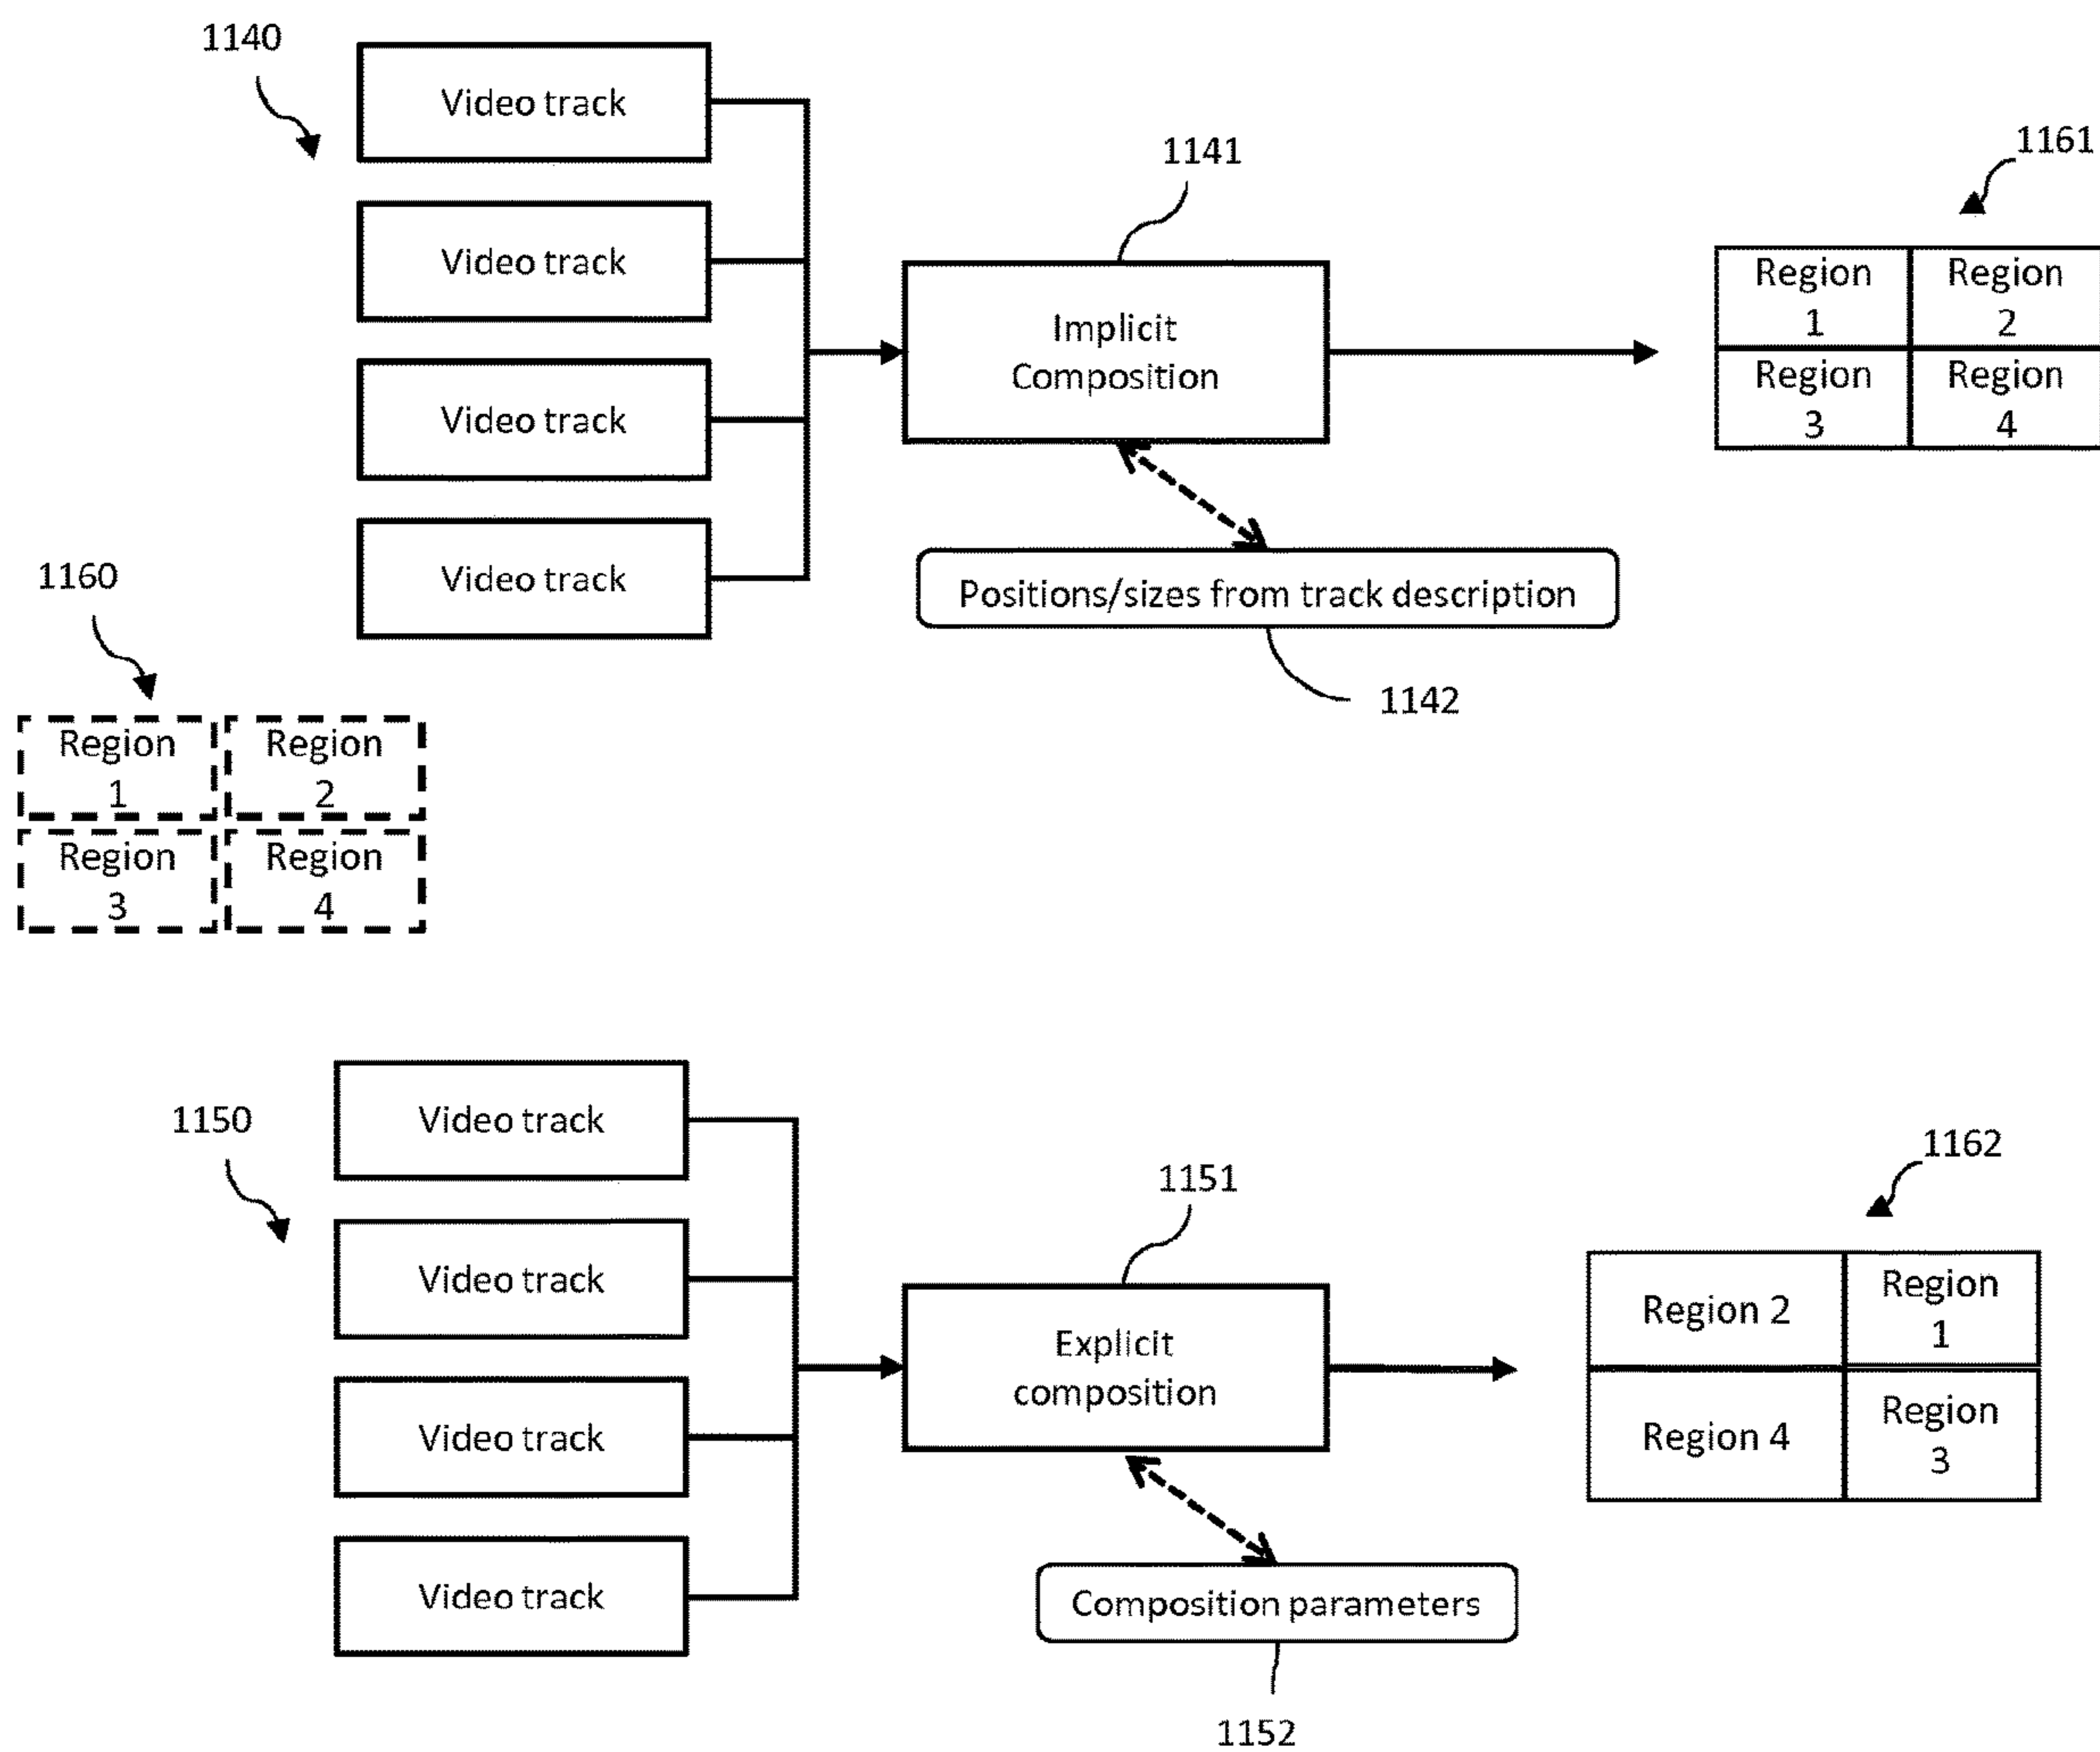 1140
Video track
Video track
Video track
Video track
1141
Implicit
Composition
1161
Region
1
Region
2
Region
3
Region
4
Positions/sizes from track description
1142
1160
Region
1
Region
2
Region
3
Region
4
1150
Video track
Video track
Video track
Video track
1151
Explicit
composition
1162
Region 2
Region
1
Region 4
Region
3
Composition parameters
1152